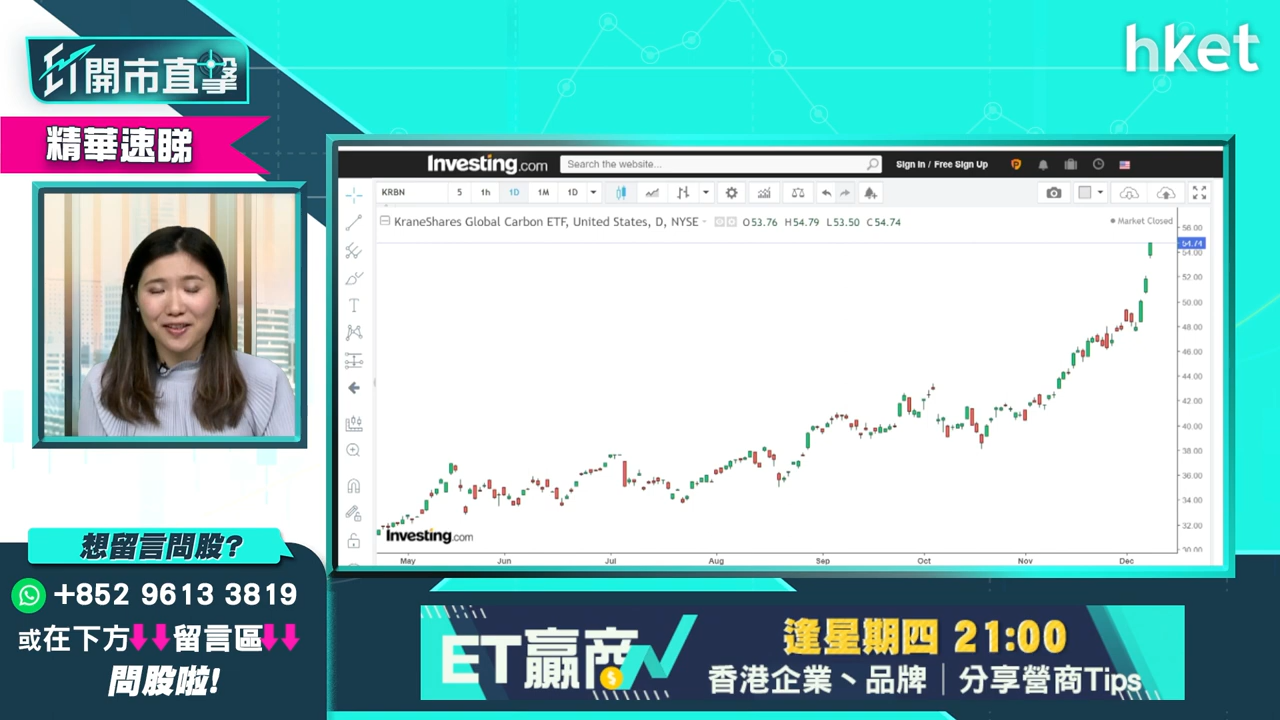 ET開市直擊
hket
精華速睇
Investing.com
Search the website...
Sign In / Free Sign Up
KRBN
5
1h
1D
1M
1D
KraneShares Global Carbon ETF, United States, D, NYSE
O53.76 H54.79 L53.50 C54.74
Market Closed
56.00
54.74
54.00
52.00
50.00
48.00
46.00
44.00
42.00
40.00
38.00
36.00
34.00
32.00
30.00
Investing.com
May
Jun
Jul
Aug
Sep
Oct
Nov
Dec
想留言問股?
+852 9613 3819
或在下方留言區
問股啦!
ET贏商
逢星期四 21:00
香港企業、品牌｜分享營商Tips